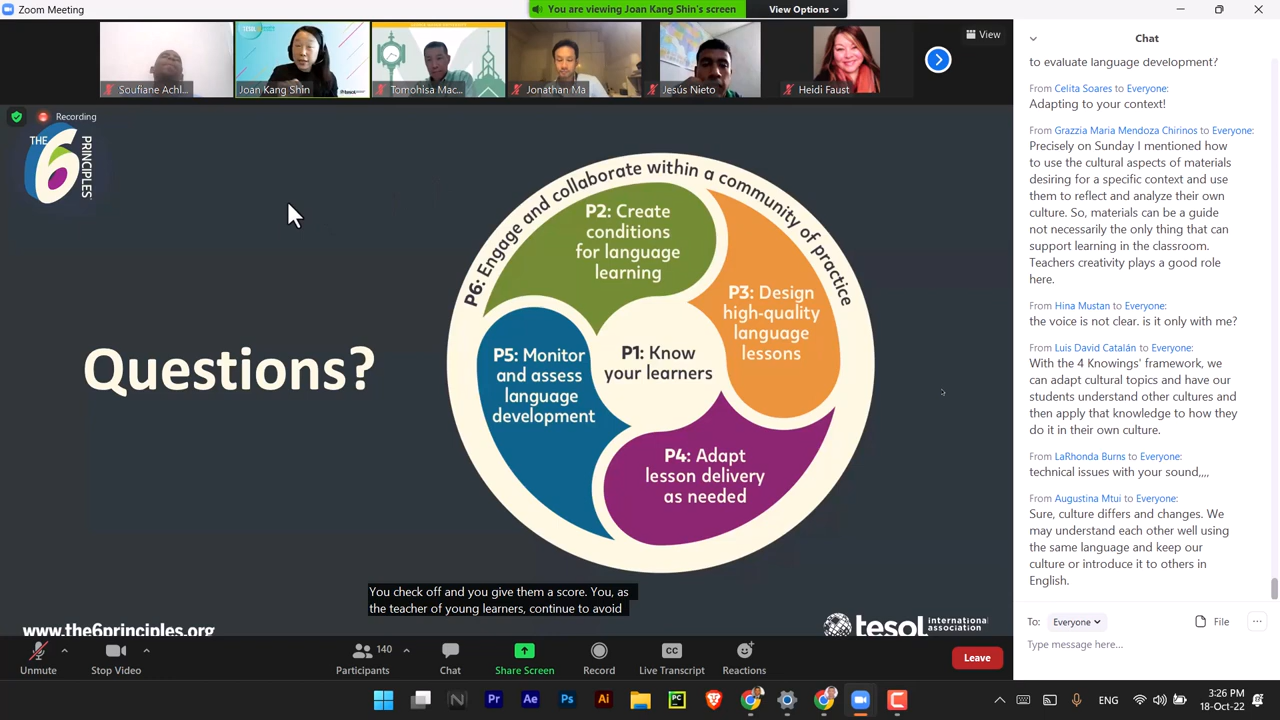 Zoom Meeting
You are viewing Joan Kang Shin's screen
View Options
Soufiane Achl...
Joan Kang Shin
Tomohisa Mac...
Jonathan Ma
Jesús Nieto
Heidi Faust
View
Recording
THE 6 PRINCIPLES
Questions?
P6: Engage and collaborate within a community of practice
P2: Create
conditions
for language
learning
P3: Design
high-quality
language
lessons
P1: Know
your learners
P5: Monitor
and assess
language
development
P4: Adapt
lesson delivery
as needed
You check off and you give them a score. You, as
the teacher of young learners, continue to avoid
www.the6principles.org
tesol international
association
Chat
to evaluate language development?
From Celita Soares to Everyone:
Adapting to your context!
From Grazzia Maria Mendoza Chirinos to Everyone:
Precisely on Sunday I mentioned how
to use the cultural aspects of materials
desiring for a specific context and use
them to reflect and analyze their own
culture. So, materials can be a guide
not necessarily the only thing that can
support learning in the classroom.
Teachers creativity plays a good role
here.
From Hina Mustan to Everyone:
the voice is not clear. is it only with me?
From Luis David Catalán to Everyone:
With the 4 Knowings' framework, we
can adapt cultural topics and have our
students understand other cultures and
then apply that knowledge to how they
do it in their own culture.
From LaRhonda Burns to Everyone:
technical issues with your sound,,,,
From Augustina Mtui to Everyone:
Sure, culture differs and changes. We
may understand each other well using
the same language and keep our
culture or introduce it to others in
English.
To: Everyone
File
Type message here...
Unmute
Stop Video
140
Participants
Chat
Share Screen
Record
CC
Live Transcript
Reactions
Leave
N
Pr
Ae
Ps
Ai
PC
ENG
3:26 PM
18-Oct-22